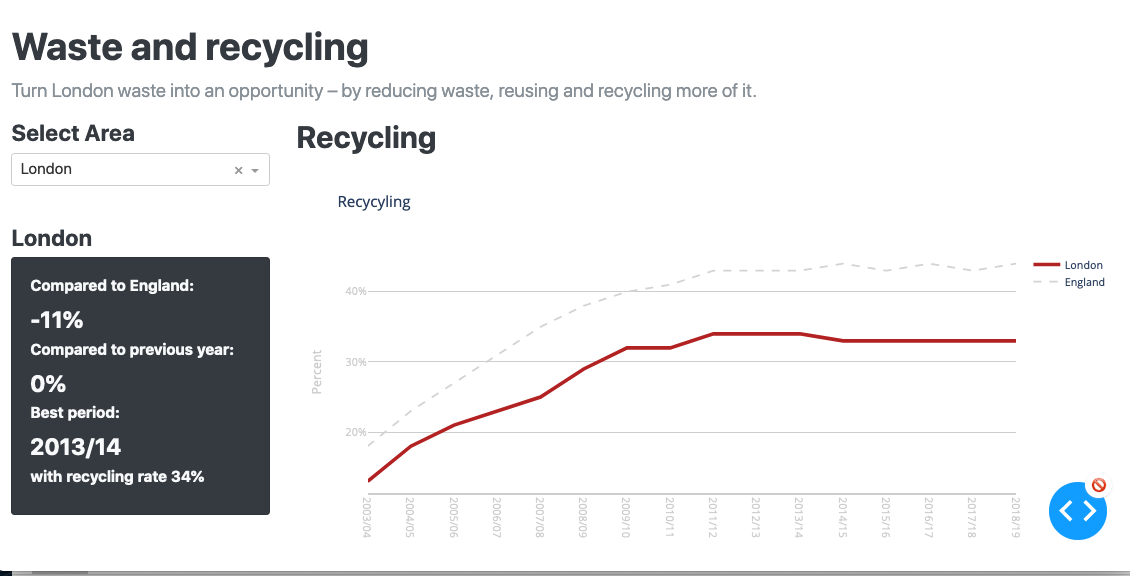 Waste and recycling
Turn London waste into an opportunity – by reducing waste, reusing and recycling more of it.
Select Area
London
×
London
Compared to England:
-11%
Compared to previous year:
0%
Best period:
2013/14
with recycling rate 34%
Recycling
Recycyling
40%
30%
20%
Percent
2003/04
2004/05
2005/06
2006/07
2007/08
2008/09
2009/10
2010/11
2011/12
2012/13
2013/14
2014/15
2015/16
2016/17
2017/18
2018/19
London
England